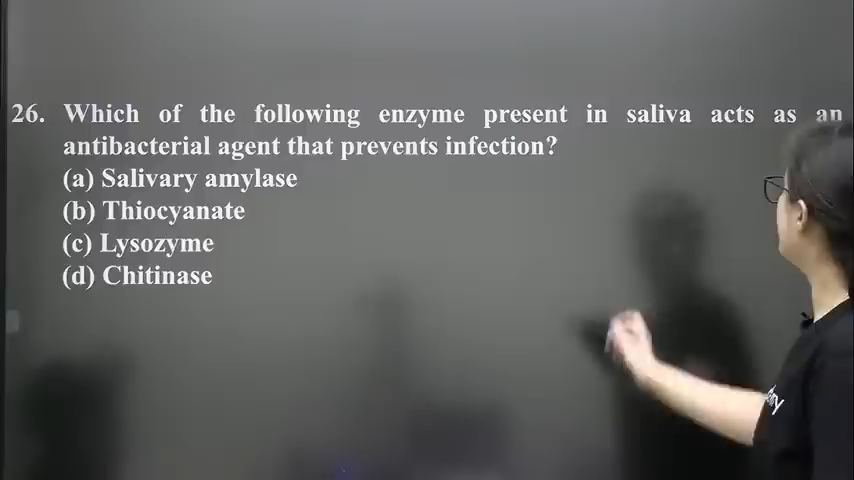 26. Which of the following enzyme present in saliva acts as an
antibacterial agent that prevents infection?
(a) Salivary amylase
(b) Thiocyanate
(c) Lysozyme
(d) Chitinase